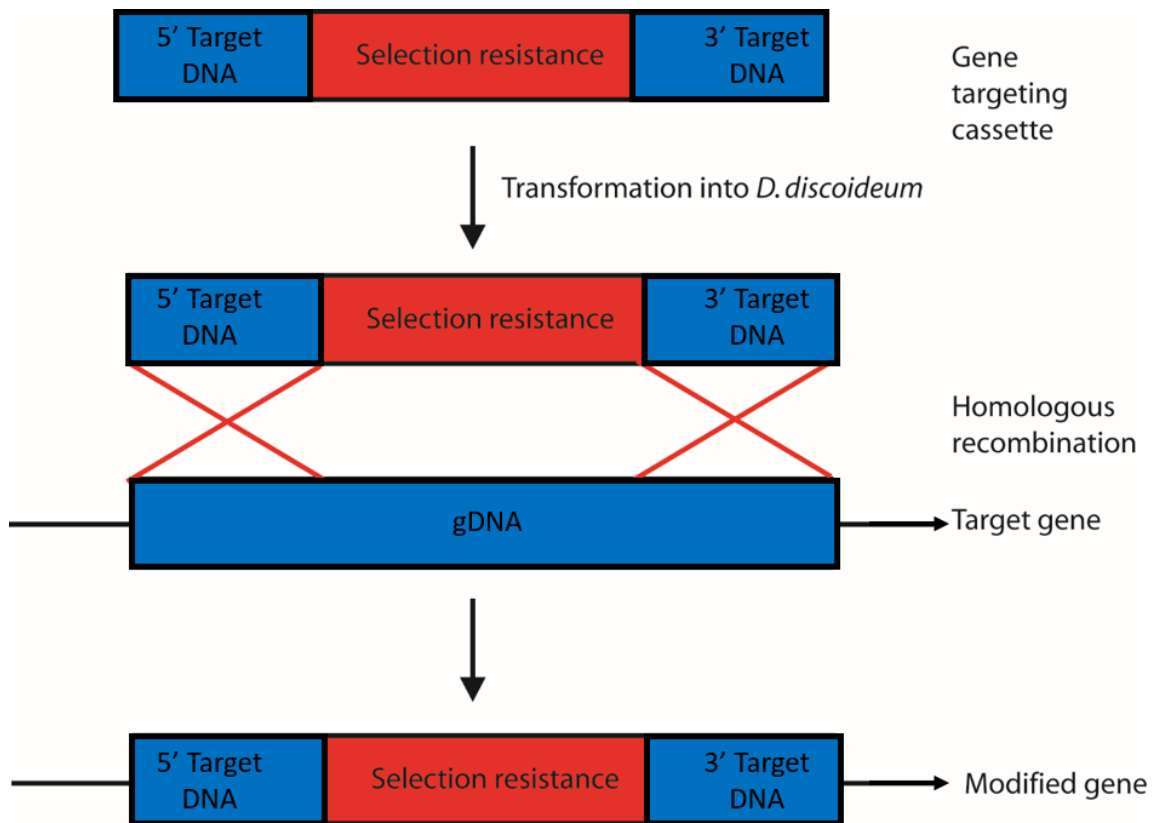 5’ Target
DNA
Selection resistance
3’ Target
DNA
Gene
targeting
cassette
Transformation into D. discoideum
5’ Target
DNA
Selection resistance
3’ Target
DNA
Homologous
recombination
gDNA
Target gene
5’ Target
DNA
Selection resistance
3’ Target
DNA
Modified gene